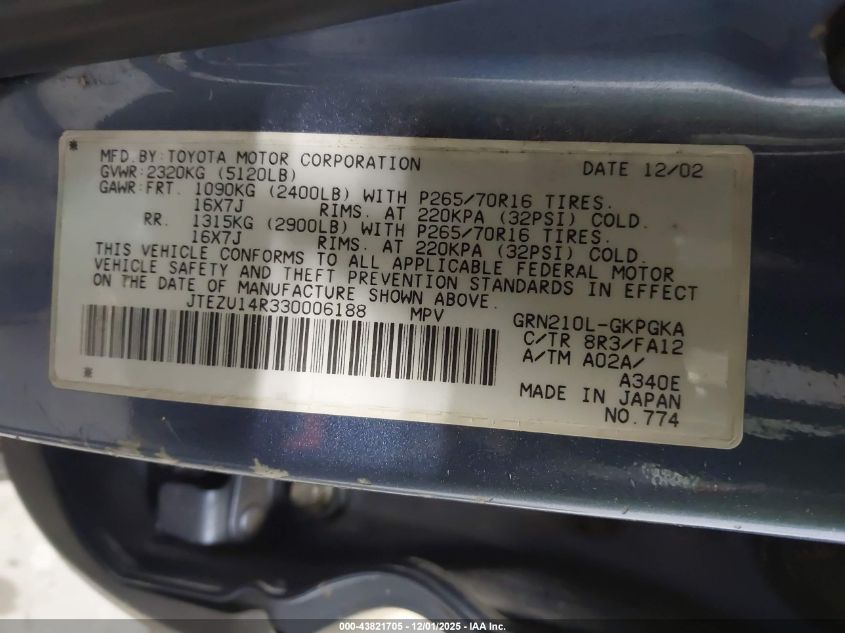 MFD.BY:TOYOTA MOTOR CORPORATION DATE 12/02
GVWR:2320KG (5120LB)
GAWR:FRT. 1090KG (2400LB) WITH P265/70R16 TIRES.
16X7J RIMS. AT 220KPA (32PSI) COLD.
RR. 1315KG (2900LB) WITH P265/70R16 TIRES.
16X7J RIMS. AT 220KPA (32PSI) COLD.
THIS VEHICLE CONFORMS TO ALL APPLICABLE FEDERAL MOTOR
VEHICLE SAFETY AND THEFT PREVENTION STANDARDS IN EFFECT
ON THE DATE OF MANUFACTURE SHOWN ABOVE.
JTEZU14R330006188 MPV GRN210L-GKPGKA
C/TR 8R3/FA12
A/TM A02A/
A340E
MADE IN JAPAN
NO.774
000-43821705 - 12/01/2025 - © IAA, Inc.